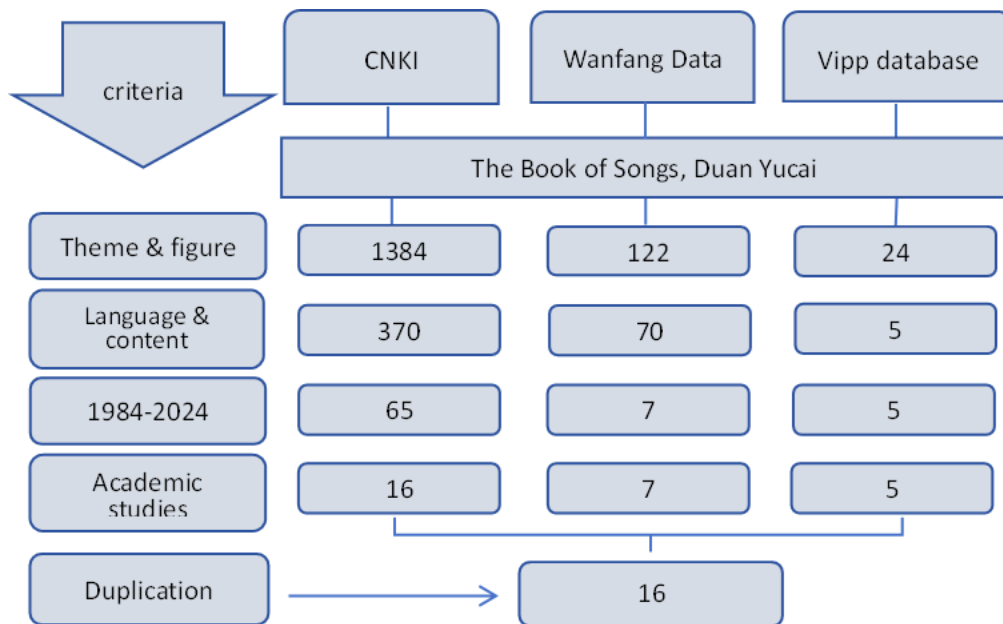 criteria
CNKI
Wanfang Data
Vipp database
The Book of Songs, Duan Yucai
Theme & figure
1384
122
24
Language &
content
370
70
5
1984-2024
65
7
5
Academic
studies
16
7
5
Duplication
16